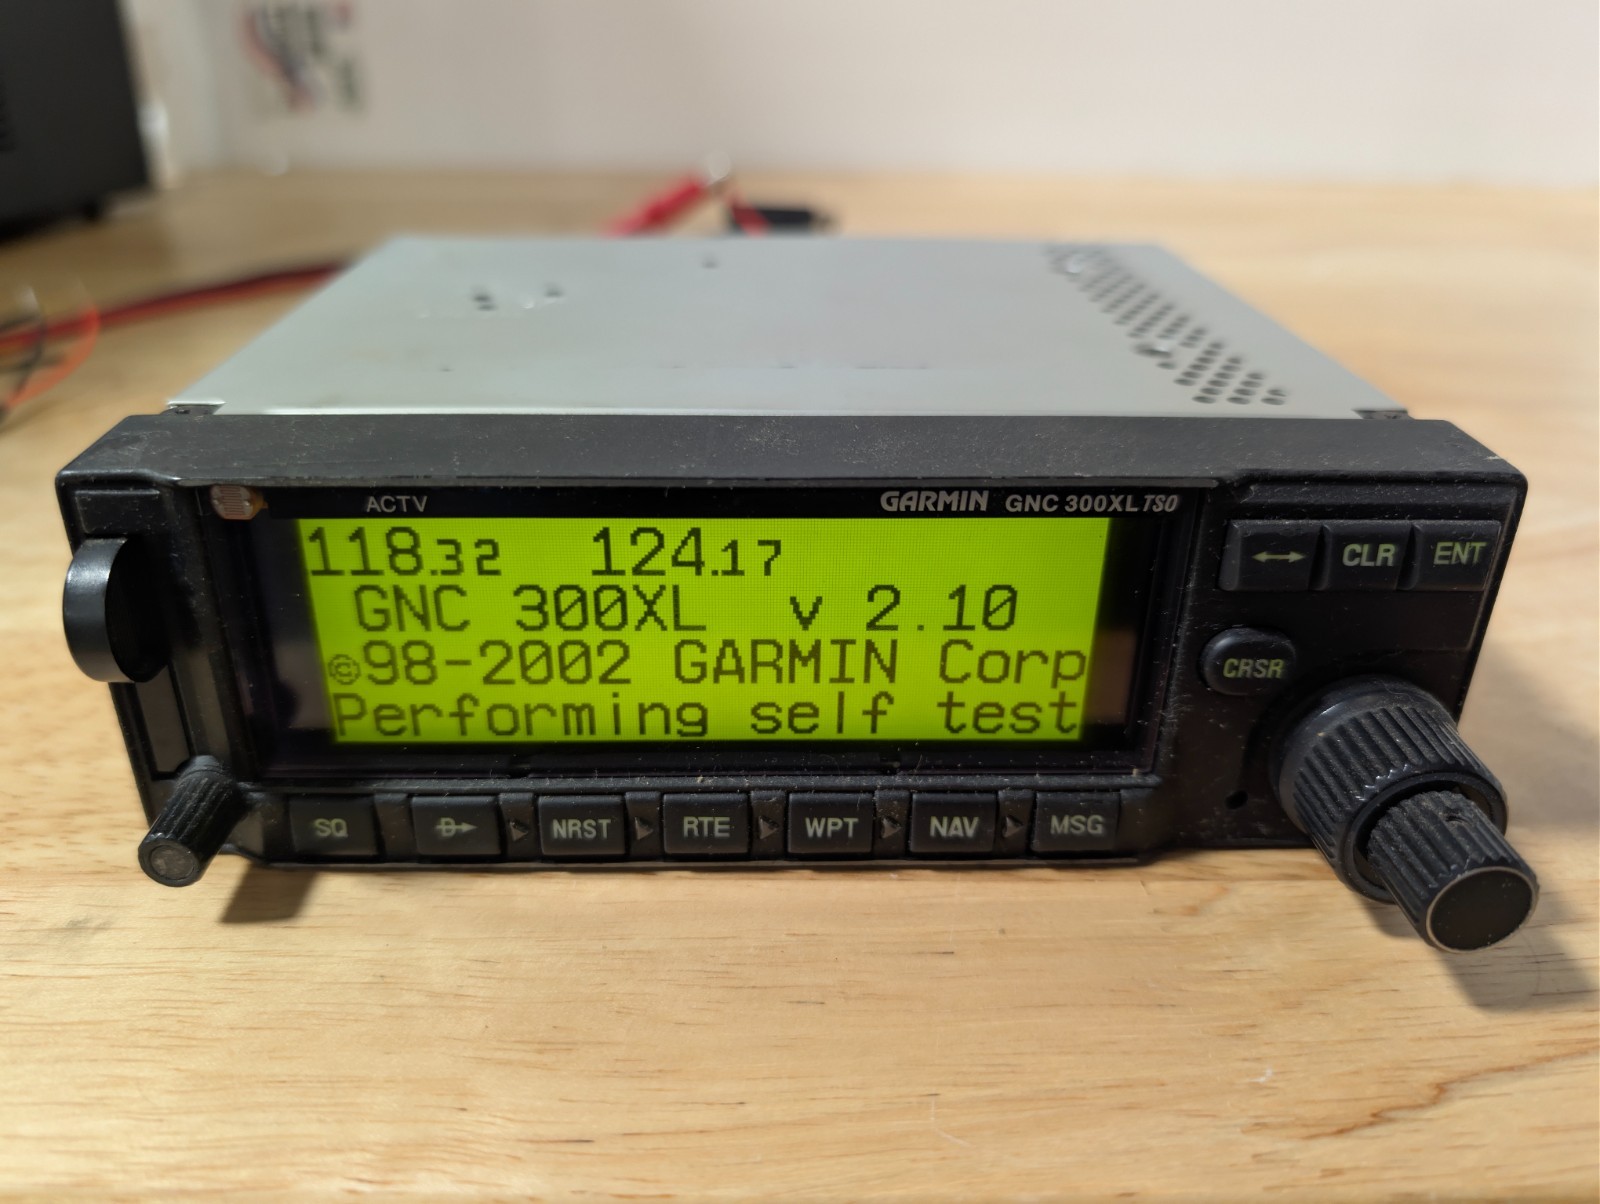 ACTV GARMIN GNC 300XL TSO
118.32 124.17
GNC 300XL v 2.10
©98-2002 GARMIN Corp
Performing self test
CLR ENT
CRSR
SQ D NRST RTE WPT NAV MSG